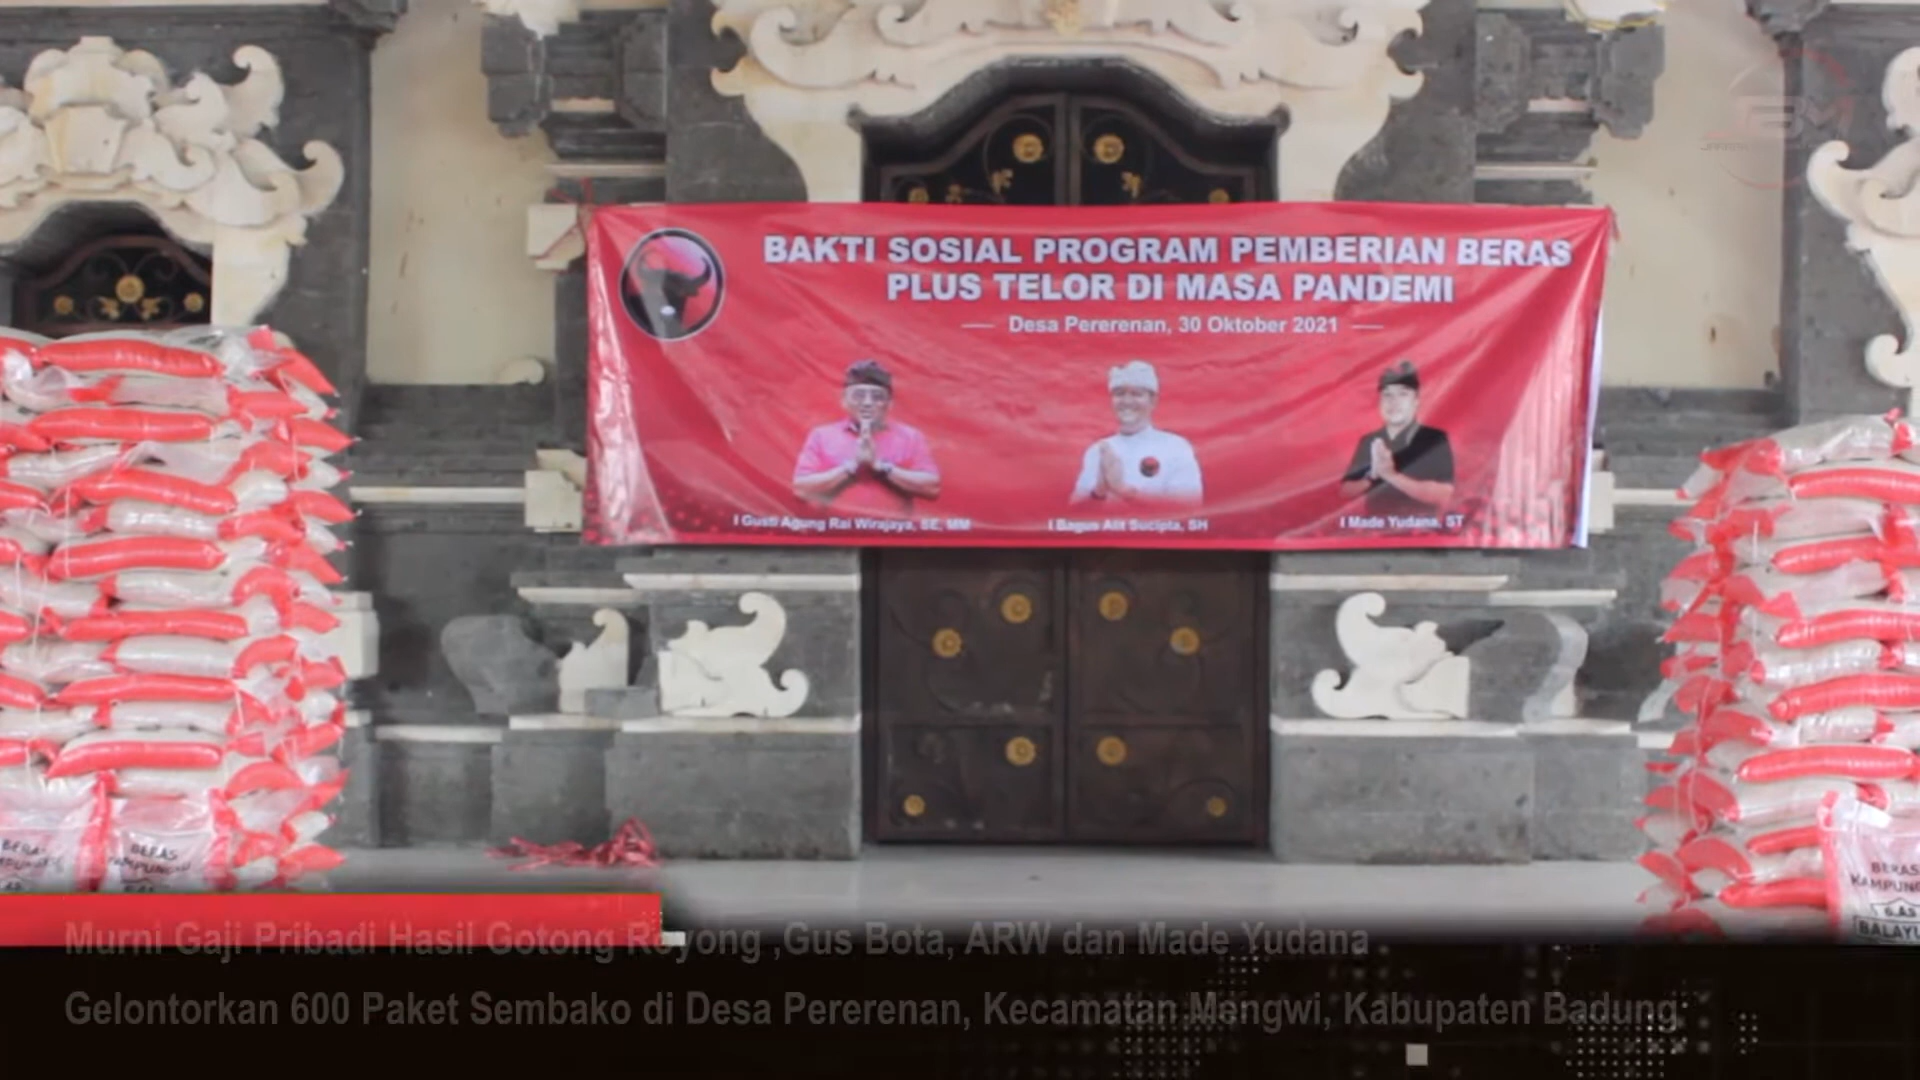 BAKTI SOSIAL PROGRAM PEMBERIAN BERAS
PLUS TELOR DI MASA PANDEMI
Desa Pererenan, 30 Oktober 2021
I Gusti Agung Rai Wirajaya, SE, MM
I Bagus Alit Sucipta, SH
I Made Yudana, ST
BERAS
BERAS
BERAS
KAMPUNG
Murni Gaji Pribadi Hasil Gotong Royong ,Gus Bota, ARW dan Made Yudana
Gelontorkan 600 Paket Sembako di Desa Pererenan, Kecamatan Mengwi, Kabupaten Badung